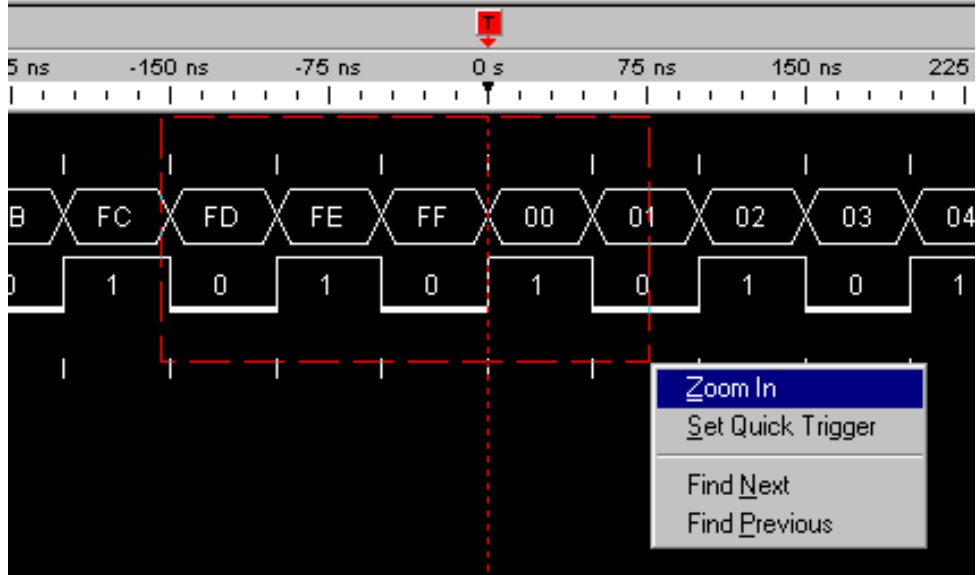 T
5 ns -150 ns -75 ns 0 s 75 ns 150 ns 225
B FC FD FE FF 00 01 02 03 04
0 1 0 1 0 1 0 1 0 1
Zoom In
Set Quick Trigger
Find Next
Find Previous